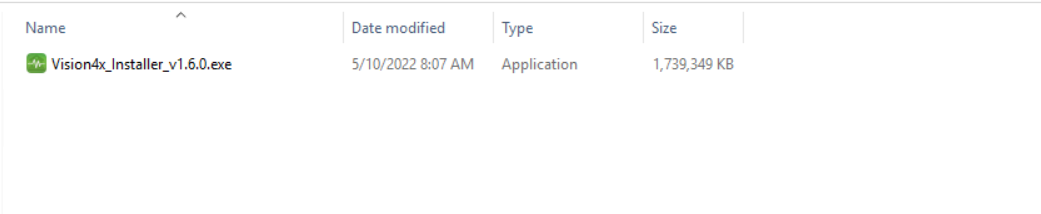 Name Date modified Type Size
Vision4x_Installer_v1.6.0.exe 5/10/2022 8:07 AM Application 1,739,349 KB